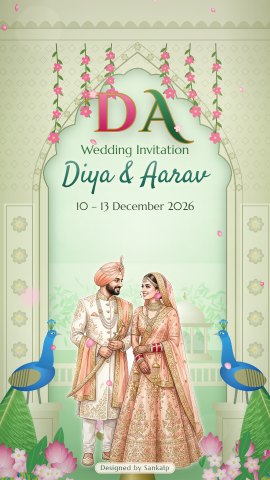 DA
Wedding Invitation
Diya & Aarav
10 – 13 December 2026
Designed by Sankalp